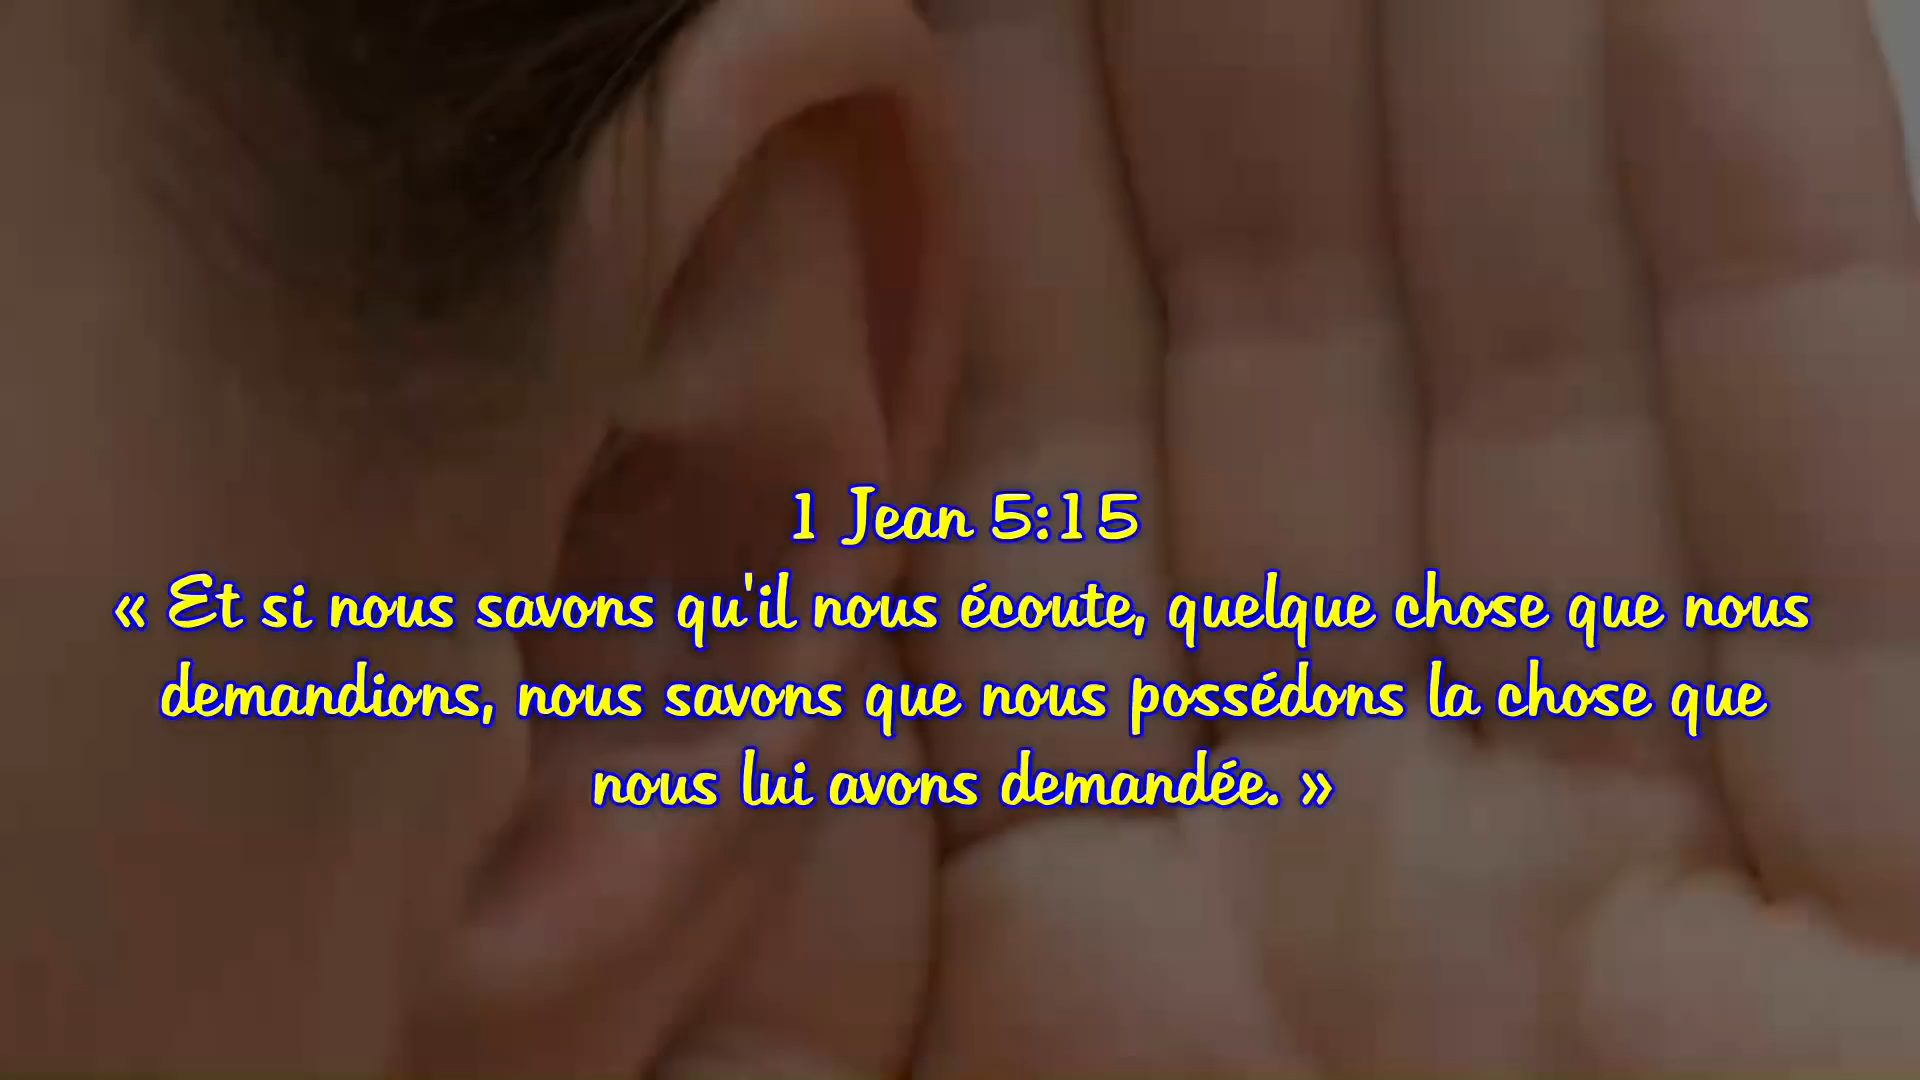 1 Jean 5:15
« Et si nous savons qu'il nous écoute, quelque chose que nous
demandions, nous savons que nous possédons la chose que
nous lui avons demandée. »